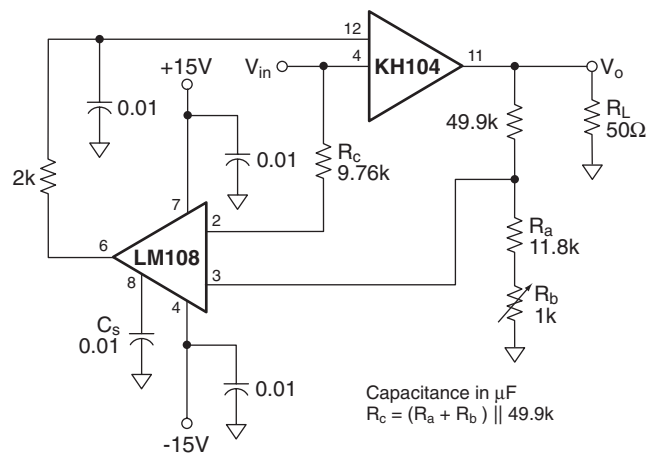 12
+15V
V_in
4
KH104
11
V_o
0.01
49.9k
R_L
50Ω
0.01
R_c
9.76k
2k
7
2
R_a
11.8k
6
LM108
3
8
4
R_b
1k
C_s
0.01
0.01
Capacitance in µF
R_c = (R_a + R_b) || 49.9k
-15V